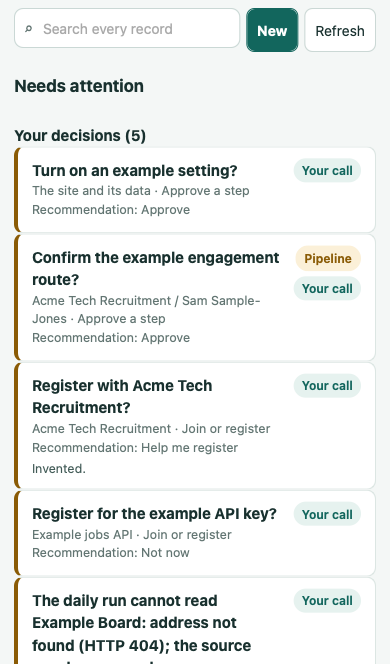 Search every record
New
Refresh
Needs attention
Your decisions (5)
Turn on an example setting?
Your call
The site and its data · Approve a step
Recommendation: Approve
Confirm the example engagement
route?
Pipeline
Your call
Acme Tech Recruitment / Sam Sample-
Jones · Approve a step
Recommendation: Approve
Register with Acme Tech
Recruitment?
Your call
Acme Tech Recruitment · Join or register
Recommendation: Help me register
Invented.
Register for the example API key?
Your call
Example jobs API · Join or register
Recommendation: Not now
The daily run cannot read
Example Board: address not
found (HTTP 404); the source
Your call